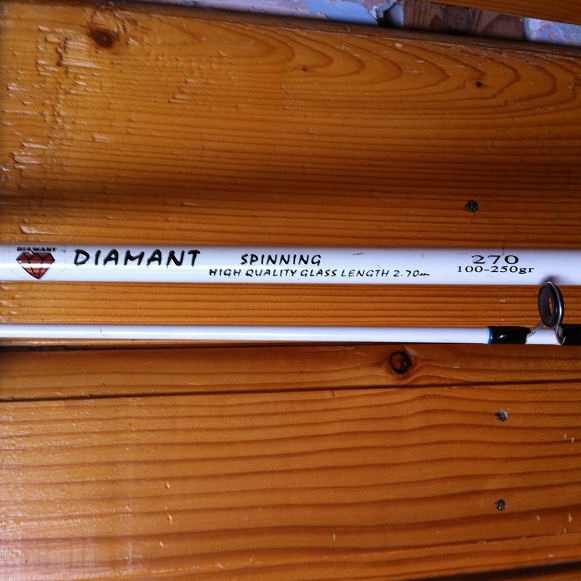 DIAMANT
DIAMANT SPINNING 270
HIGH QUALITY GLASS LENGTH 2.70m 100-250gr